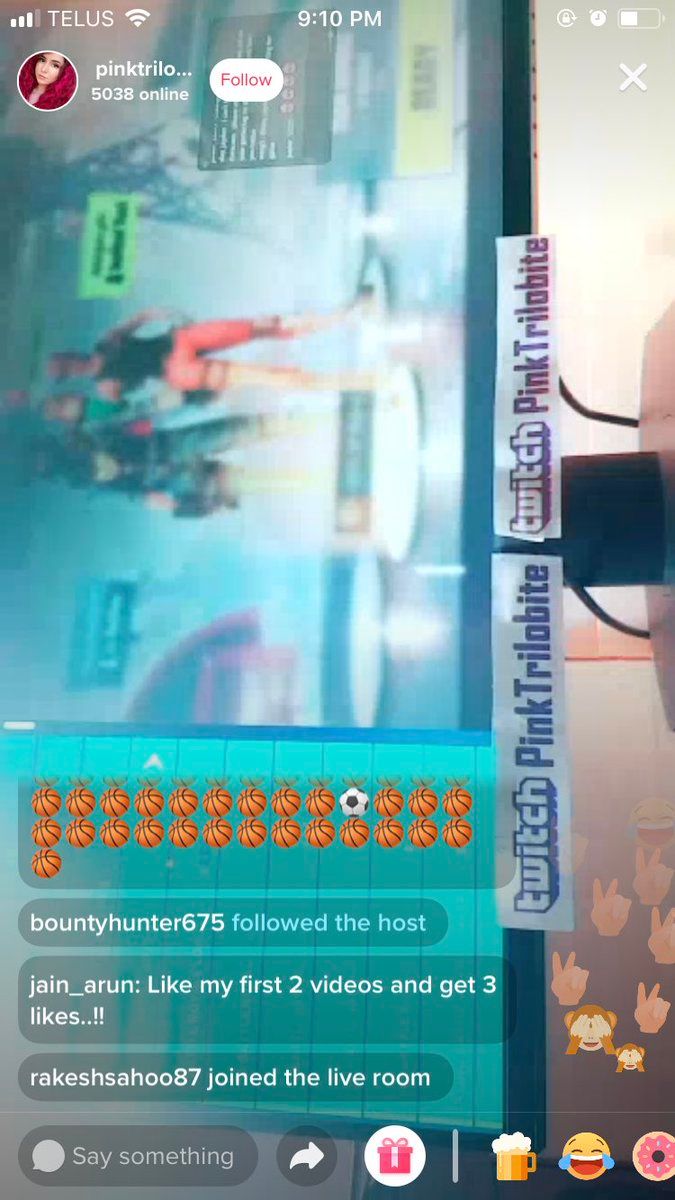 TELUS
9:10 PM
pinktrilo...
Follow
5038 online
READY
twitch PinkTrilobite
twitch PinkTrilobite
bountyhunter675 followed the host
jain_arun: Like my first 2 videos and get 3
likes..!!
rakeshsahoo87 joined the live room
Say something